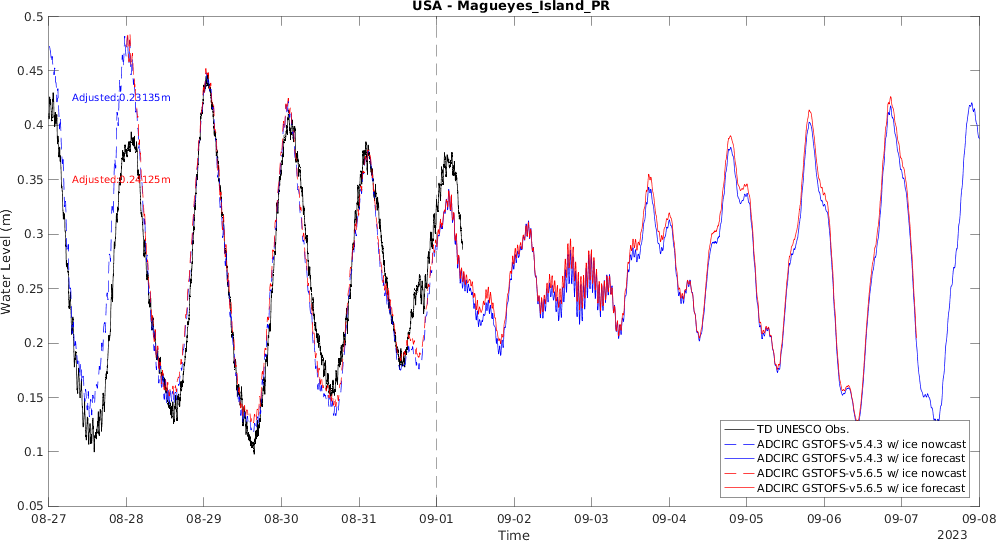 USA - Magueyes_Island_PR
Water Level (m)
0.5
0.45
0.4
0.35
0.3
0.25
0.2
0.15
0.1
0.05
Adjusted:0.23135m
Adjusted:0.24125m
TD UNESCO Obs.
ADCIRC GSTOFS-v5.4.3 w/ ice nowcast
ADCIRC GSTOFS-v5.4.3 w/ ice forecast
ADCIRC GSTOFS-v5.6.5 w/ ice nowcast
ADCIRC GSTOFS-v5.6.5 w/ ice forecast
08-27 08-28 08-29 08-30 08-31 09-01 09-02 09-03 09-04 09-05 09-06 09-07 09-08
Time
2023